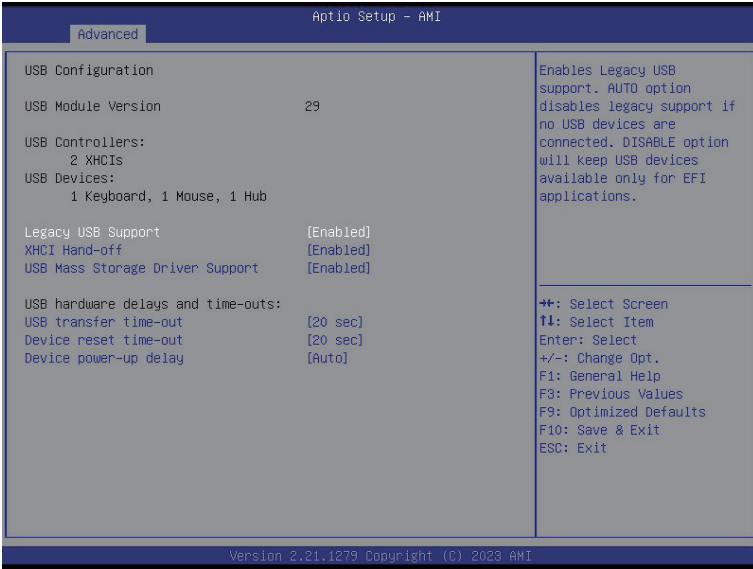 Aptio Setup – AMI
Advanced
USB Configuration
USB Module Version 29
USB Controllers:
2 XHCIs
USB Devices:
1 Keyboard, 1 Mouse, 1 Hub
Legacy USB Support [Enabled]
XHCI Hand-off [Enabled]
USB Mass Storage Driver Support [Enabled]
USB hardware delays and time-outs:
USB transfer time-out [20 sec]
Device reset time-out [20 sec]
Device power-up delay [Auto]
Enables Legacy USB
support. AUTO option
disables legacy support if
no USB devices are
connected. DISABLE option
will keep USB devices
available only for EFI
applications.
→←: Select Screen
↑↓: Select Item
Enter: Select
+/-: Change Opt.
F1: General Help
F3: Previous Values
F9: Optimized Defaults
F10: Save & Exit
ESC: Exit
Version 2.21.1279 Copyright (C) 2023 AMI